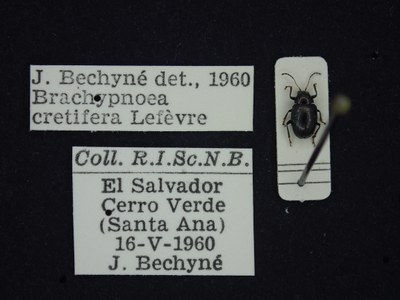 J. Bechyné det., 1960
Brachypnoea
cretifera Lefèvre
Coll. R.I.Sc.N.B.
El Salvador
Cerro Verde
(Santa Ana)
16-V-1960
J. Bechyné